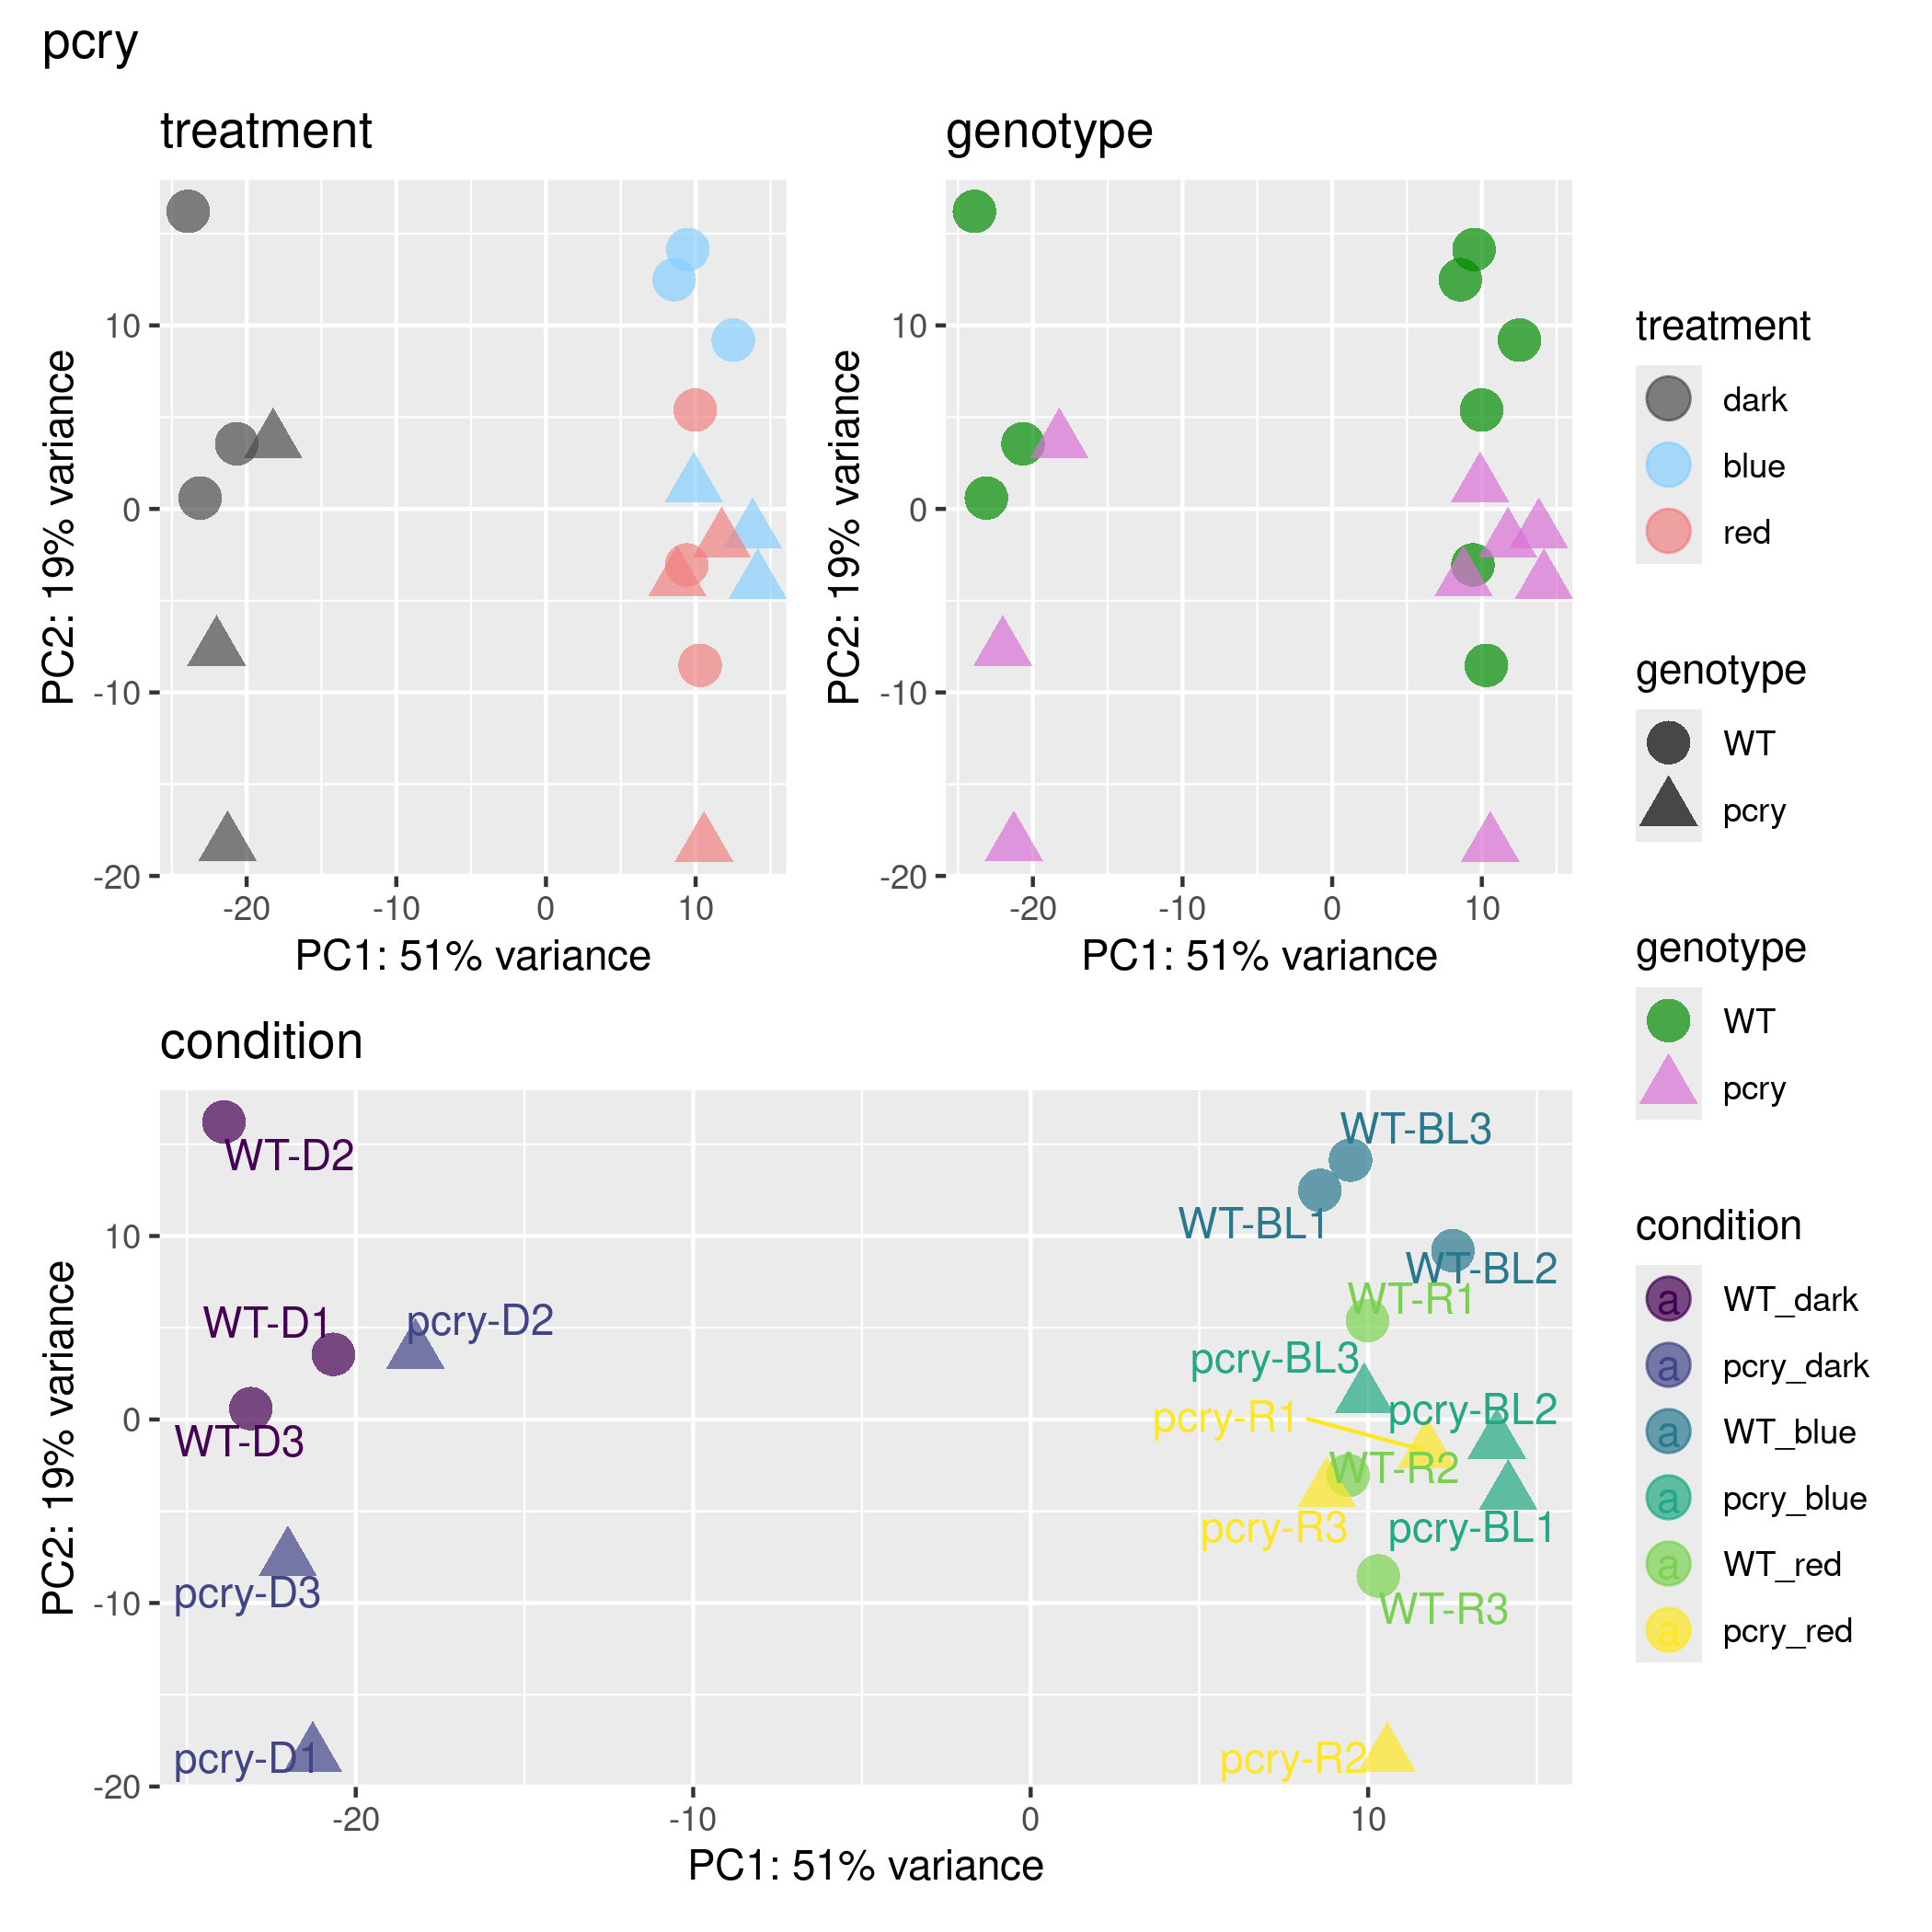 pcry
treatment
genotype
PC2: 19% variance
10
0
-10
-20
-20
-10
0
10
PC1: 51% variance
PC2: 19% variance
10
0
-10
-20
-20
-10
0
10
PC1: 51% variance
condition
PC2: 19% variance
10
0
-10
-20
WT-D2
WT-BL3
WT-BL1
WT-BL2
WT-R1
WT-D1
pcry-D2
pcry-BL3
pcry-BL2
pcry-R1
WT-D3
WT-R2
pcry-R3
pcry-BL1
pcry-D3
WT-R3
pcry-D1
pcry-R2
-20
-10
0
10
PC1: 51% variance
treatment
dark
blue
red
genotype
WT
pcry
genotype
WT
pcry
condition
a WT_dark
a pcry_dark
a WT_blue
a pcry_blue
a WT_red
a pcry_red